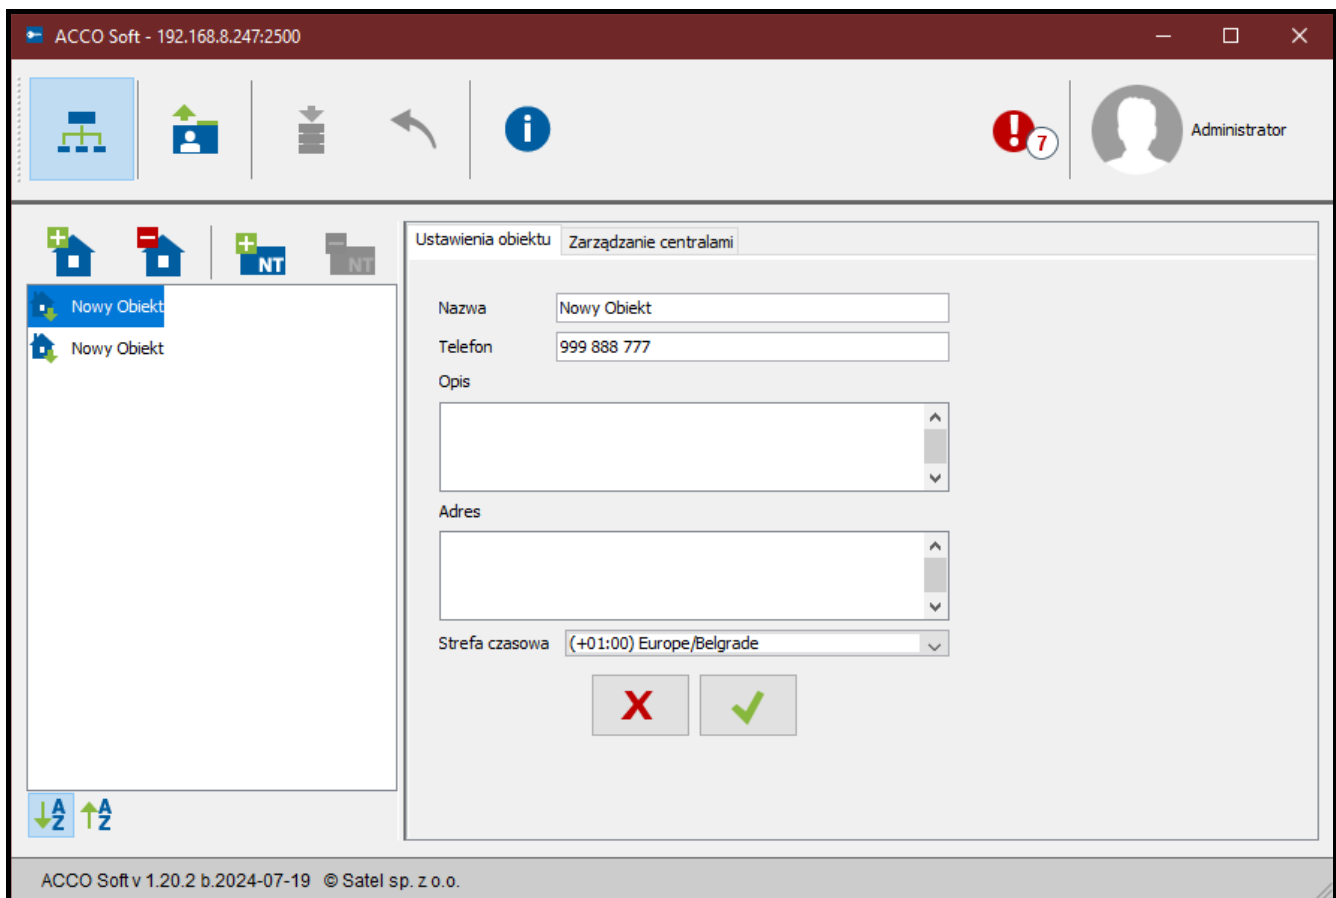 ACCO Soft - 192.168.8.247:2500
7
Administrator
NT
NT
Nowy Obiekt
Nowy Obiekt
A
Z
A
Z
Ustawienia obiektu
Zarządzanie centralami
Nazwa
Nowy Obiekt
Telefon
999 888 777
Opis
Adres
Strefa czasowa
(+01:00) Europe/Belgrade
ACCO Soft v 1.20.2 b.2024-07-19 © Satel sp. z o.o.